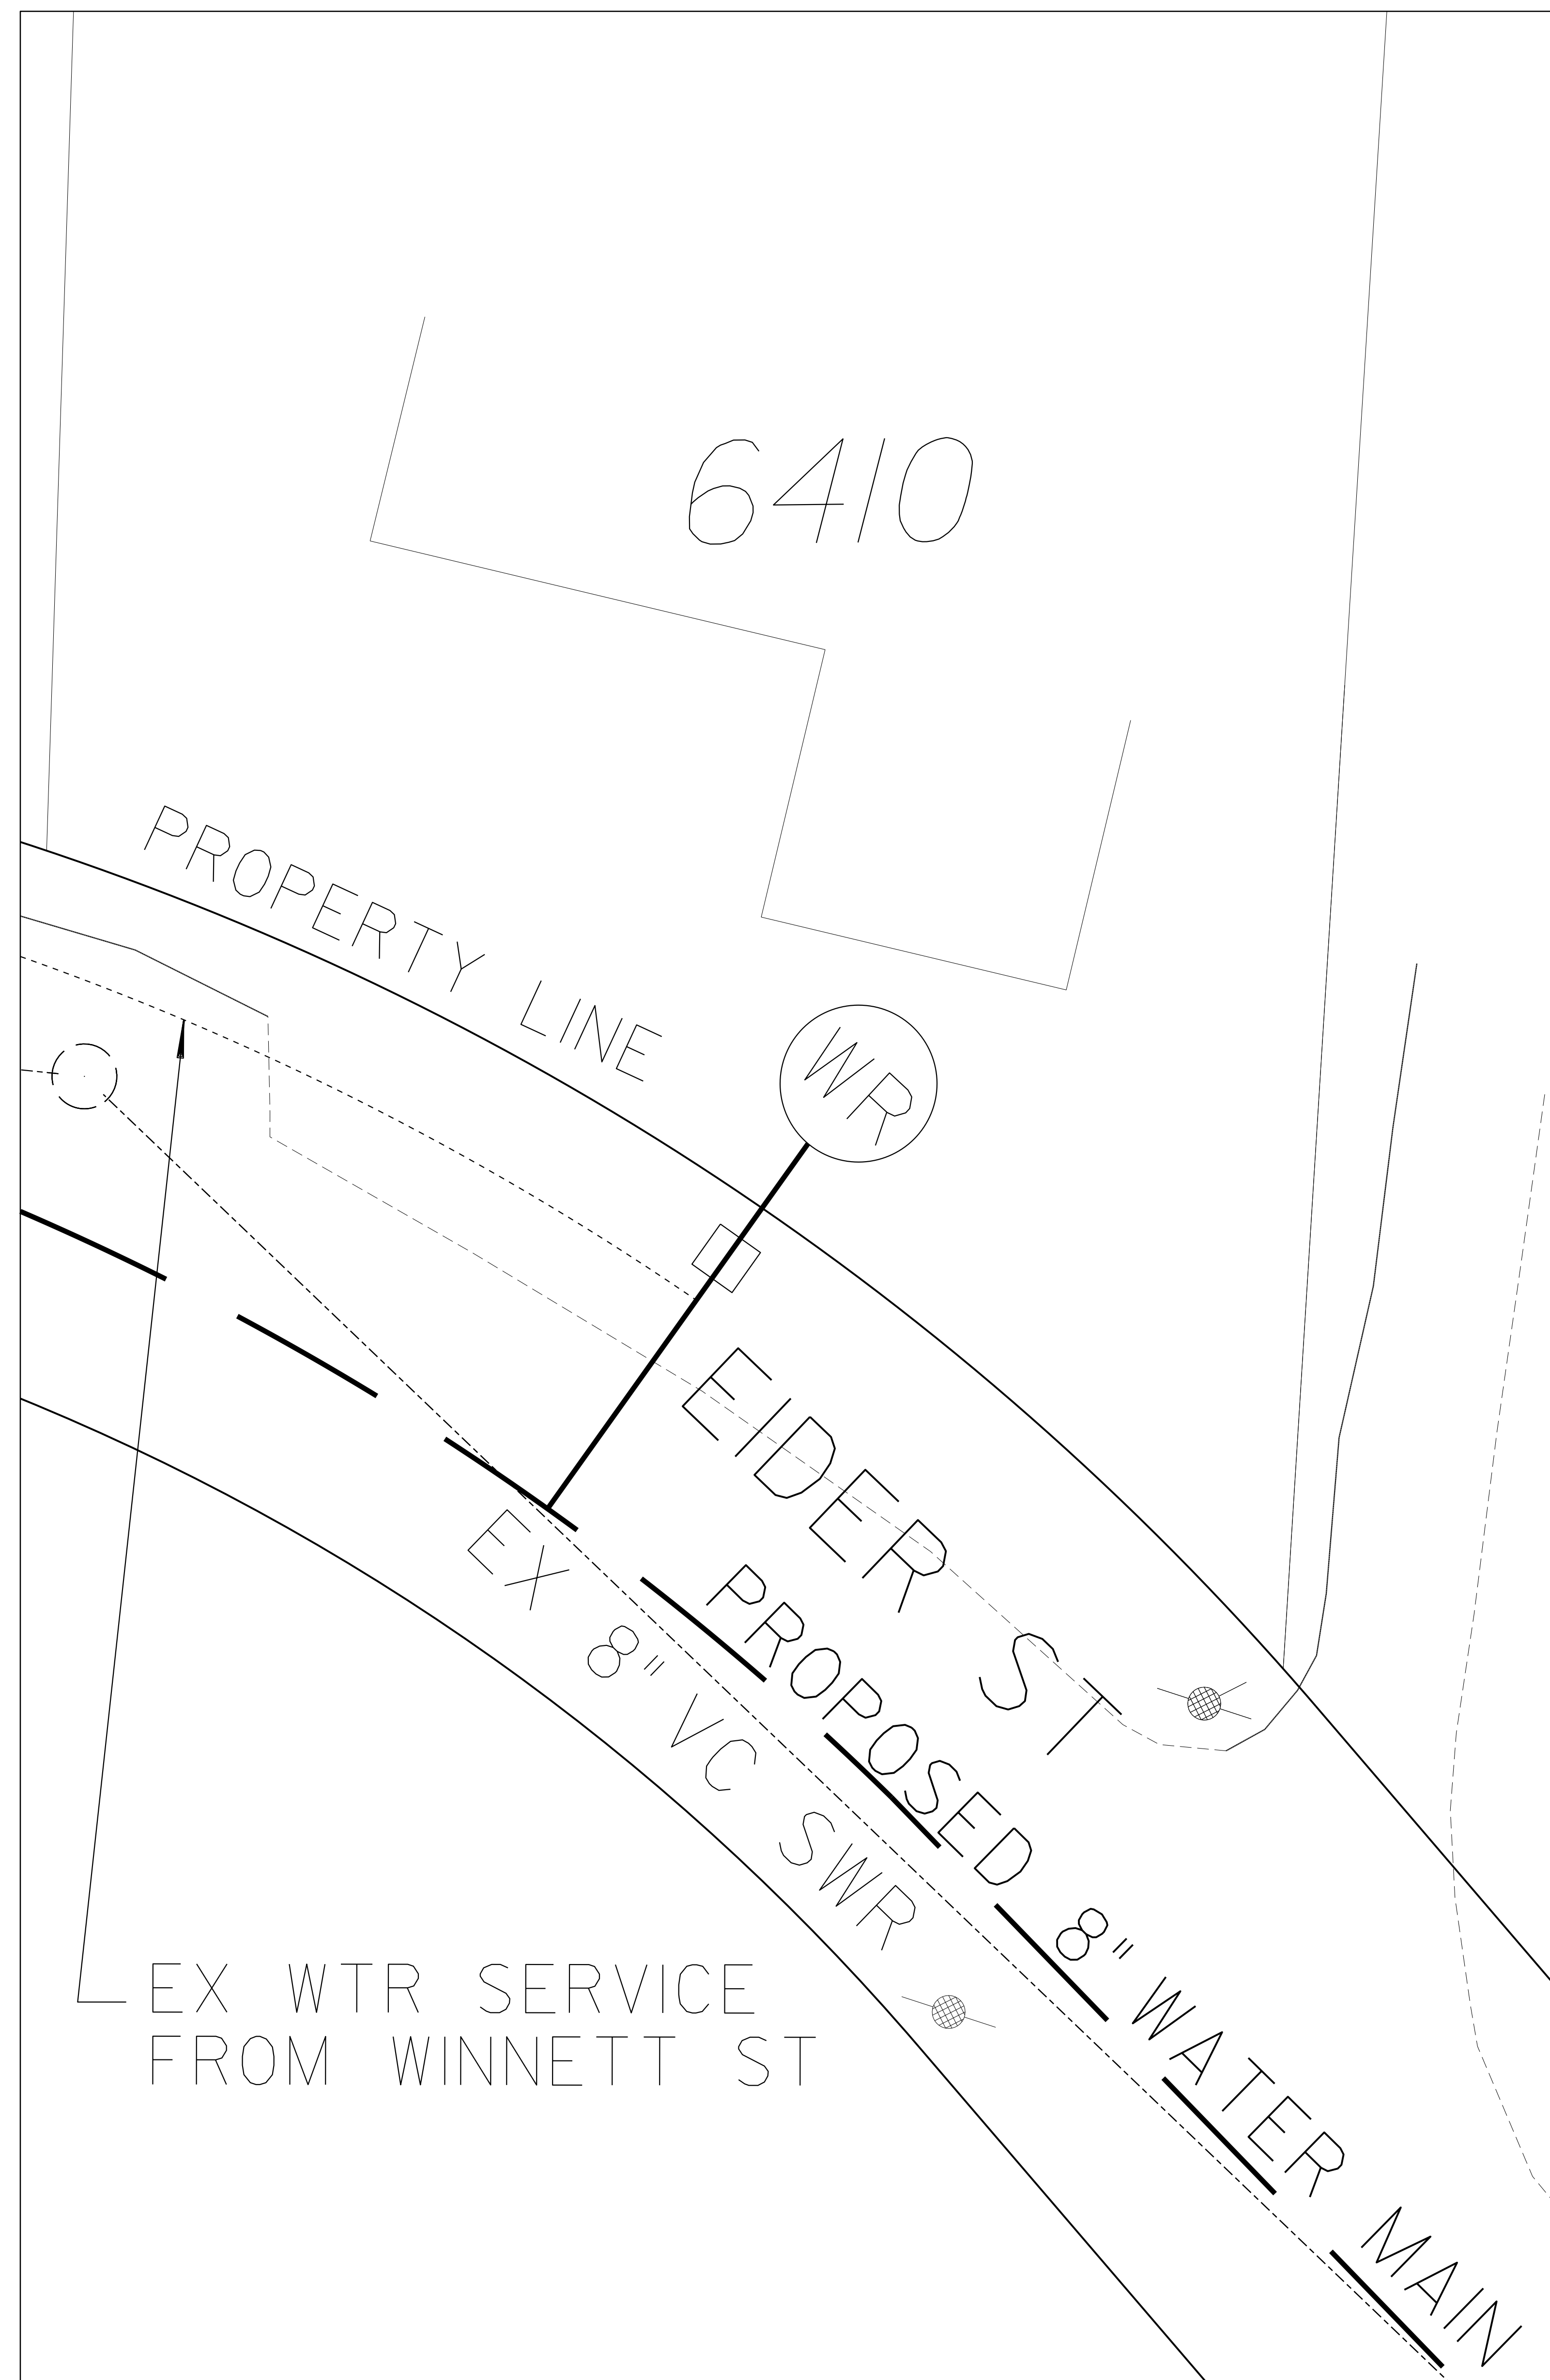 6410
PROPERTY LINE
WR
EIDER ST
PROPOSED 8" WATER MAIN
EX 8" VC SWR
EX WTR SERVICE
FROM WINNETT ST